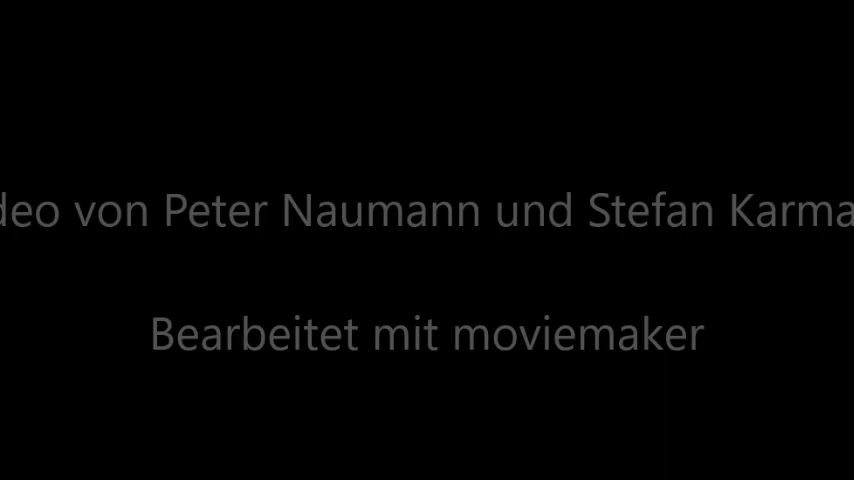 deo von Peter Naumann und Stefan Karma
Bearbeitet mit moviemaker